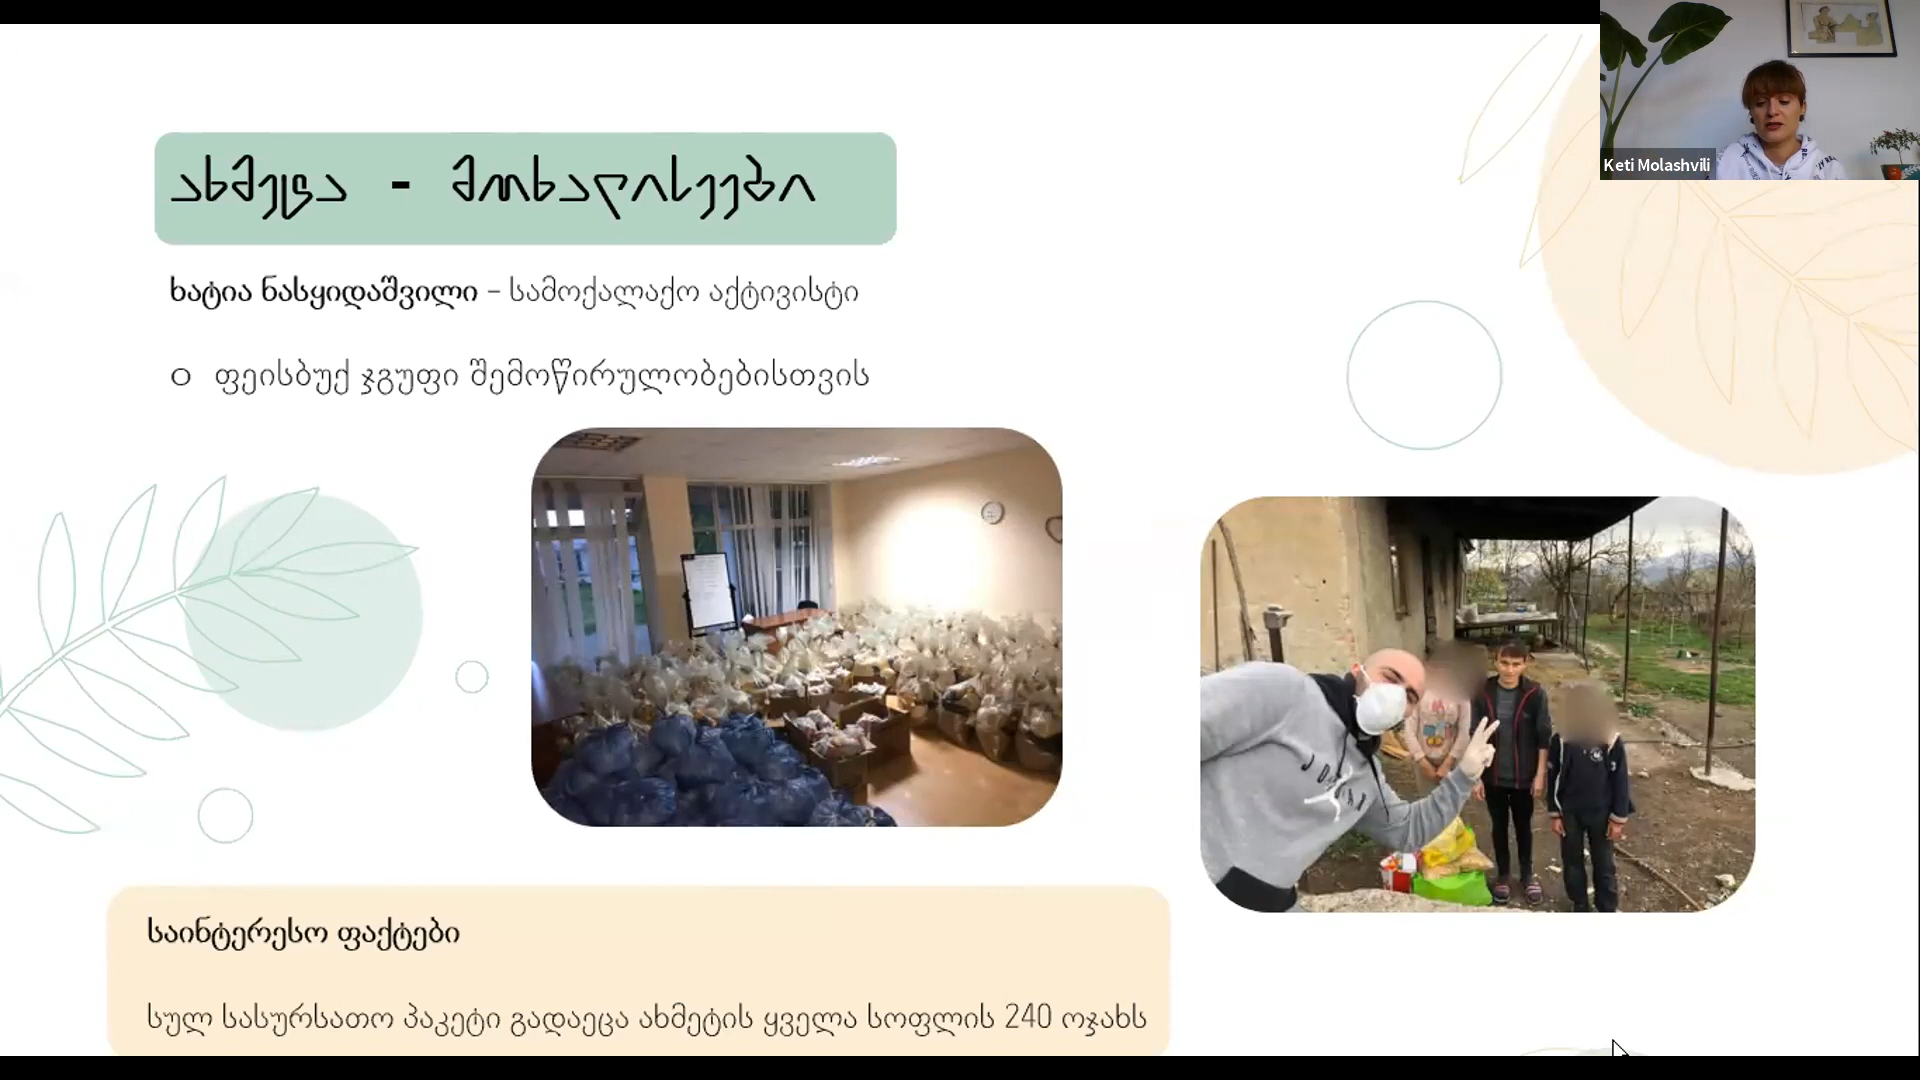 ახმეტა - მოხალისეები
Keti Molashvili
ხატია ნასყიდაშვილი – სამოქალაქო აქტივისტი
o ფეისბუქ ჯგუფი შემოწირულობებისთვის
საინტერესო ფაქტები
სულ სასურსათო პაკეტი გადაეცა ახმეტის ყველა სოფლის 240 ოჯახს